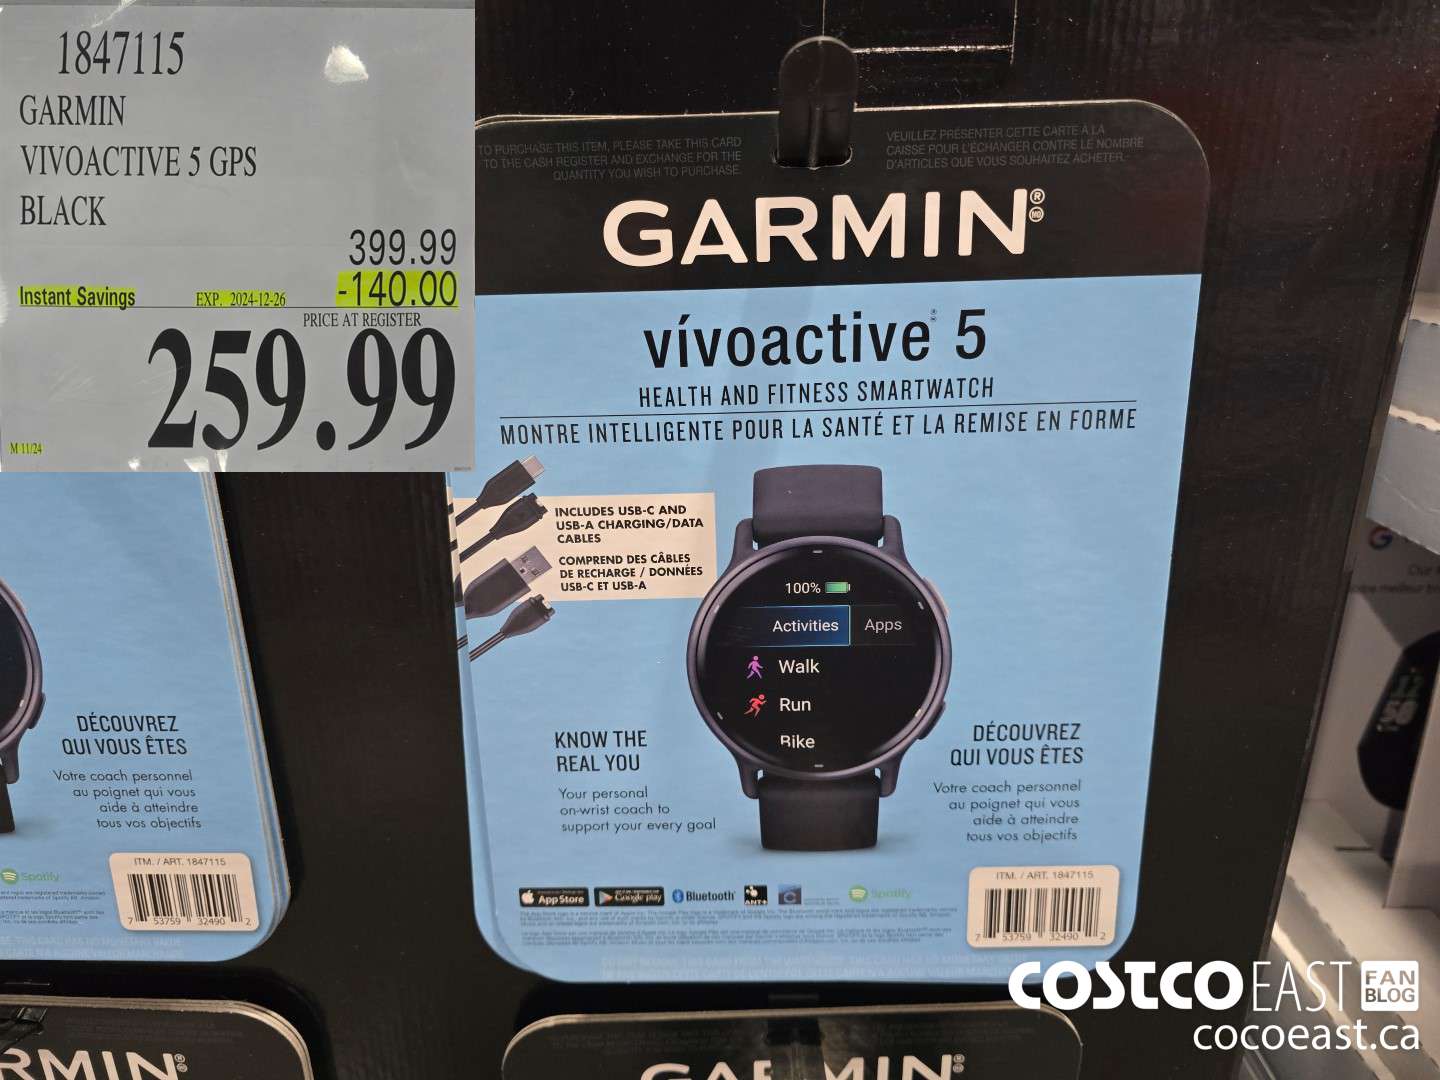 1847115
GARMIN
VIVOACTIVE 5 GPS
BLACK
399.99
Instant Savings EXP. 2024-12-26 -140.00
PRICE AT REGISTER
259.99
M 11/24
TO PURCHASE THIS ITEM, PLEASE TAKE THIS CARD
TO THE CASH REGISTER AND EXCHANGE FOR THE
QUANTITY YOU WISH TO PURCHASE.
VEUILLEZ PRÉSENTER CETTE CARTE À LA
CAISSE POUR L'ÉCHANGER CONTRE LE NOMBRE
D'ARTICLES QUE VOUS SOUHAITEZ ACHETER.
GARMIN® MD
vívoactive® 5
HEALTH AND FITNESS SMARTWATCH
MONTRE INTELLIGENTE POUR LA SANTÉ ET LA REMISE EN FORME
INCLUDES USB-C AND
USB-A CHARGING/DATA
CABLES
COMPREND DES CÂBLES
DE RECHARGE / DONNÉES
USB-C ET USB-A
100%
Activities Apps
Walk
Run
Bike
KNOW THE
REAL YOU
Your personal
on-wrist coach to
support your every goal
DÉCOUVREZ
QUI VOUS ÊTES
Votre coach personnel
au poignet qui vous
aide à atteindre
tous vos objectifs
App Store Google play Bluetooth® ANT+ Spotify
ITM. / ART. 1847115
7 53759 32490 2
DÉCOUVREZ
QUI VOUS ÊTES
Votre coach personnel
au poignet qui vous
aide à atteindre
tous vos objectifs
Spotify
ITM. / ART. 1847115
7 53759 32490 2
RMIN®
GARMIN®
COSTCO EAST FAN BLOG
cocoeast.ca